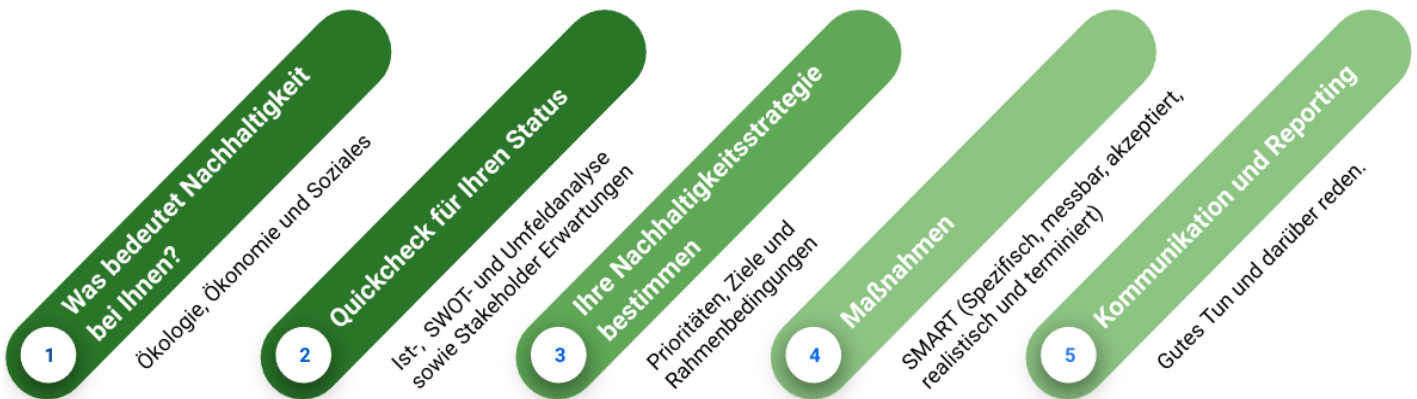 1
Was bedeutet Nachhaltigkeit
bei Ihnen?
Ökologie, Ökonomie und Soziales
2
Quickcheck für Ihren Status
Ist-, SWOT- und Umfeldanalyse
sowie Stakeholder Erwartungen
3
Ihre Nachhaltigkeitsstrategie
bestimmen
Prioritäten, Ziele und
Rahmenbedingungen
4
Maßnahmen
SMART (Spezifisch, messbar, akzeptiert,
realistisch und terminiert)
5
Kommunikation und Reporting
Gutes Tun und darüber reden.